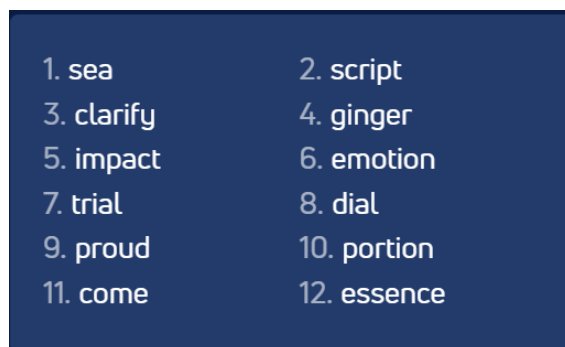 1. sea 2. script
3. clarify 4. ginger
5. impact 6. emotion
7. trial 8. dial
9. proud 10. portion
11. come 12. essence